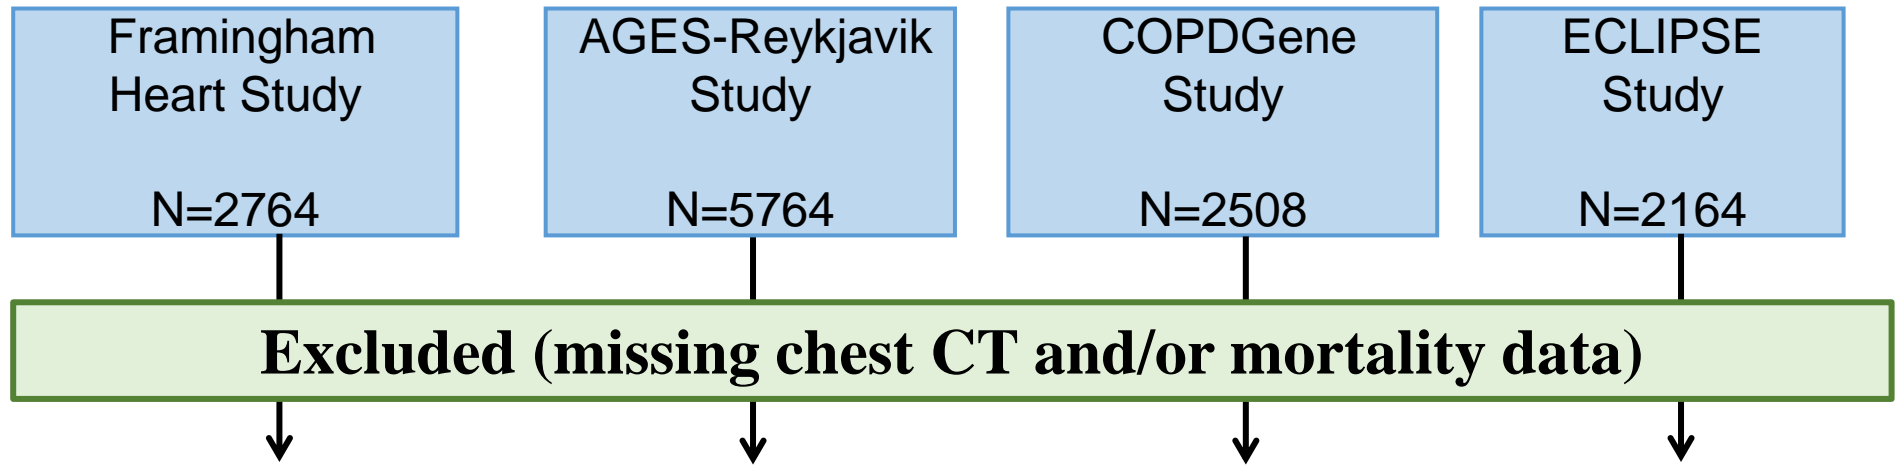 Framingham
Heart Study
N=2764
AGES-Reykjavik
Study
N=5764
COPDGene
Study
N=2508
ECLIPSE
Study
N=2164
Excluded (missing chest CT and/or mortality data)